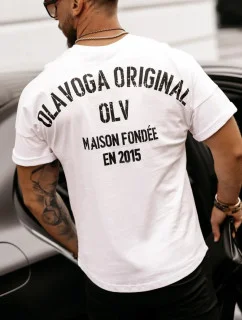 OLAVOGA ORIGINAL
OLV
MAISON FONDÉE
EN 2015